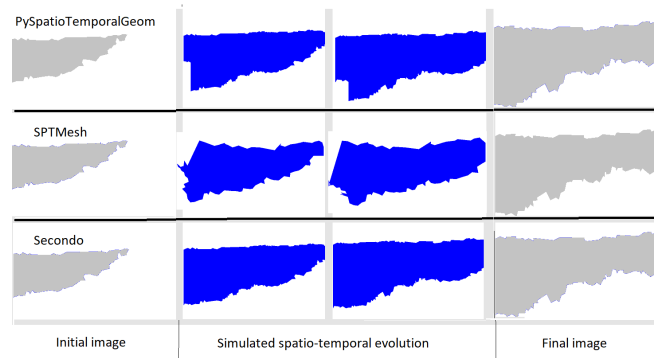 PySpatioTemporalGeom
SPTMesh
Secondo
Initial image
Simulated spatio-temporal evolution
Final image